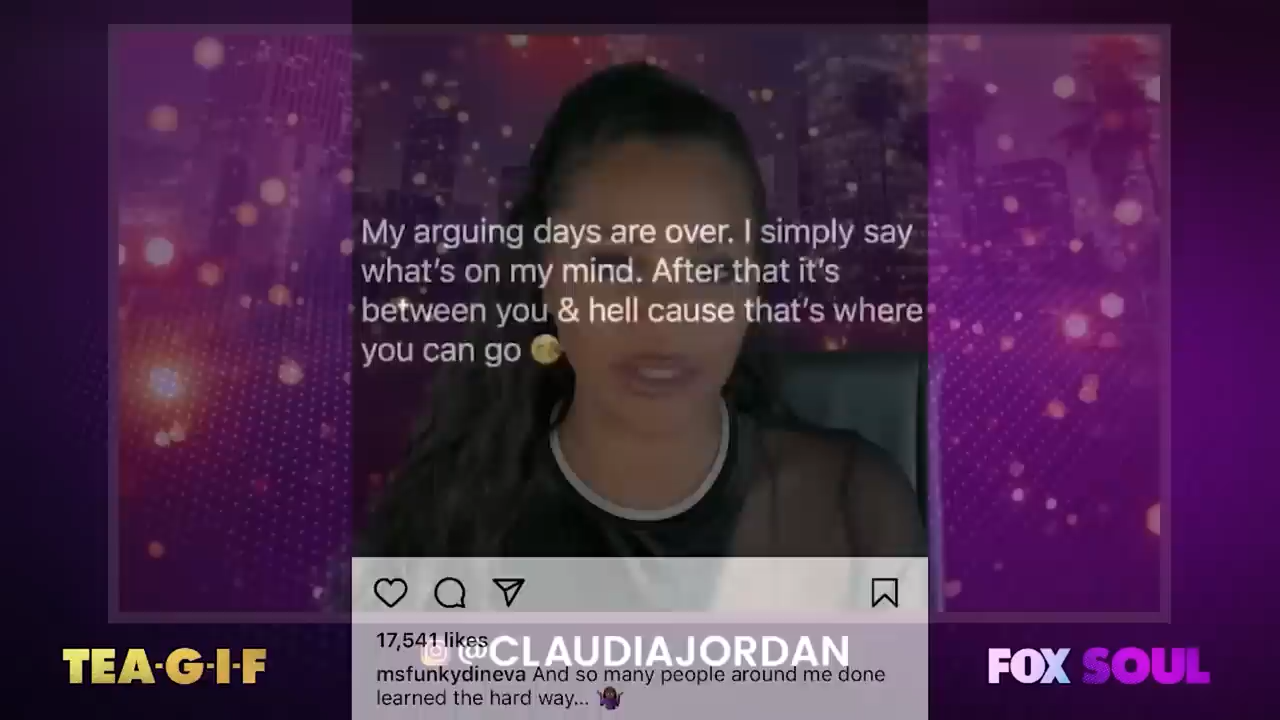 My arguing days are over. I simply say
what's on my mind. After that it's
between you & hell cause that's where
you can go 🌝
17,541 likes
@CLAUDIAJORDAN
msfunkydineva And so many people around me done
learned the hard way... 🤷🏾‍♀️
TEA-G-I-F
FOX SOUL